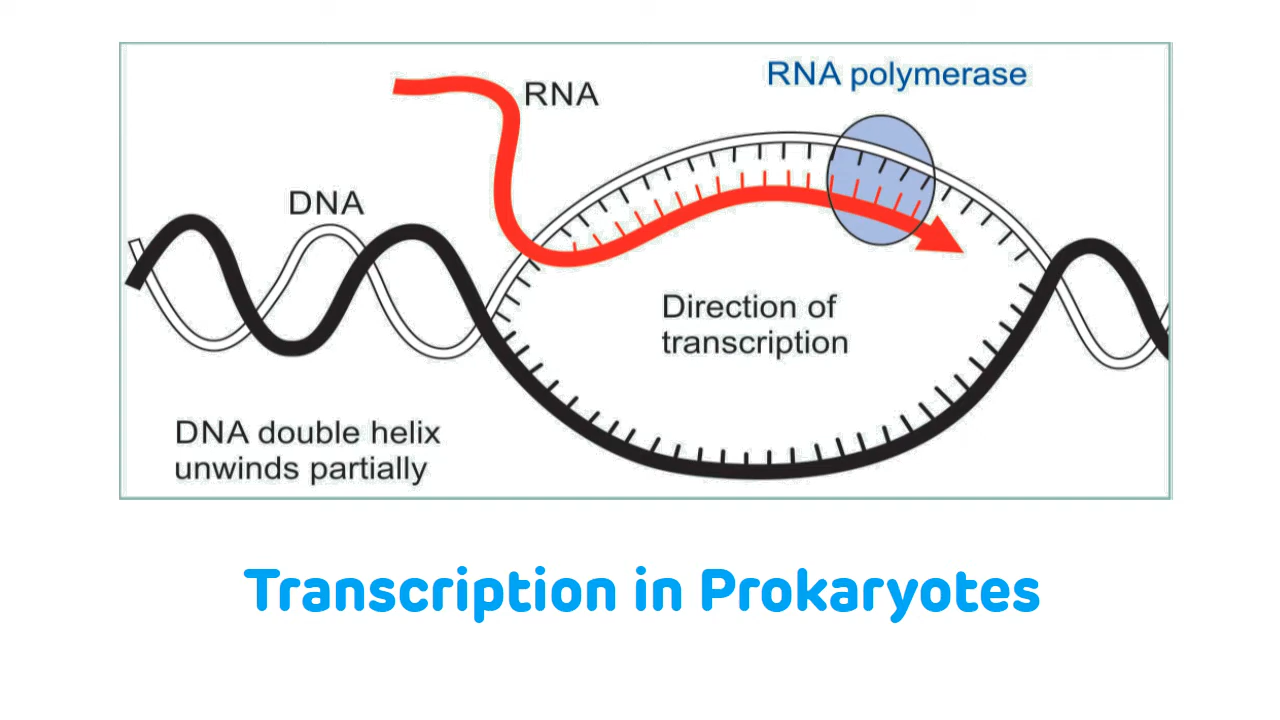 RNA polymerase
RNA
DNA
Direction of
transcription
DNA double helix
unwinds partially
Transcription in Prokaryotes